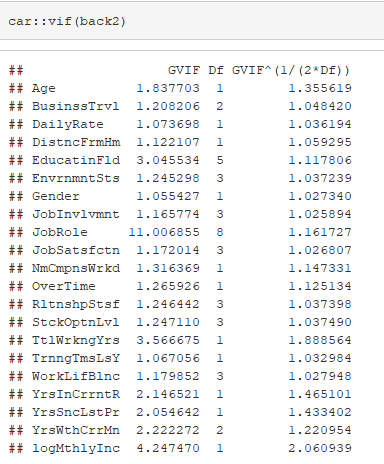 car::vif(back2)
##              GVIF Df GVIF^(1/(2*Df))
## Age          1.837703 1 1.355619
## BusinssTrvl  1.208206 2 1.048420
## DailyRate    1.073698 1 1.036194
## DistncFrmHm  1.122107 1 1.059295
## EducatinFld  3.045534 5 1.117806
## EnvrnmntSts  1.245298 3 1.037239
## Gender       1.055427 1 1.027340
## JobInvlvmnt  1.165774 3 1.025894
## JobRole     11.006855 8 1.161727
## JobSatsfctn  1.172014 3 1.026807
## NmCmpnsWrkd  1.316369 1 1.147331
## OverTime     1.265926 1 1.125134
## RltnshpStsf  1.246442 3 1.037398
## StckOptnLvl  1.247110 3 1.037490
## TtlWrkngYrs  3.566675 1 1.888564
## TrnngTmsLsY  1.067056 1 1.032984
## WorkLifBlnc  1.179852 3 1.027948
## YrsInCrrntR  2.146521 1 1.465101
## YrsSncLstPr  2.054642 1 1.433402
## YrsWthCrrMn  2.222272 2 1.220954
## logMthlyInc  4.247470 1 2.060939